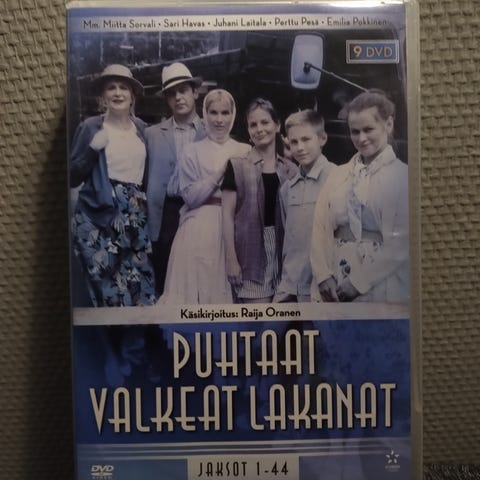 Mm. Miitta Sorvali • Sari Havas • Juhani Laitala • Perttu Pesä • Emilia Pokkinen
9 DVD
Käsikirjoitus: Raija Oranen
PUHTAAT
VALKEAT LAKANAT
DVD
JAKSOT 1-44